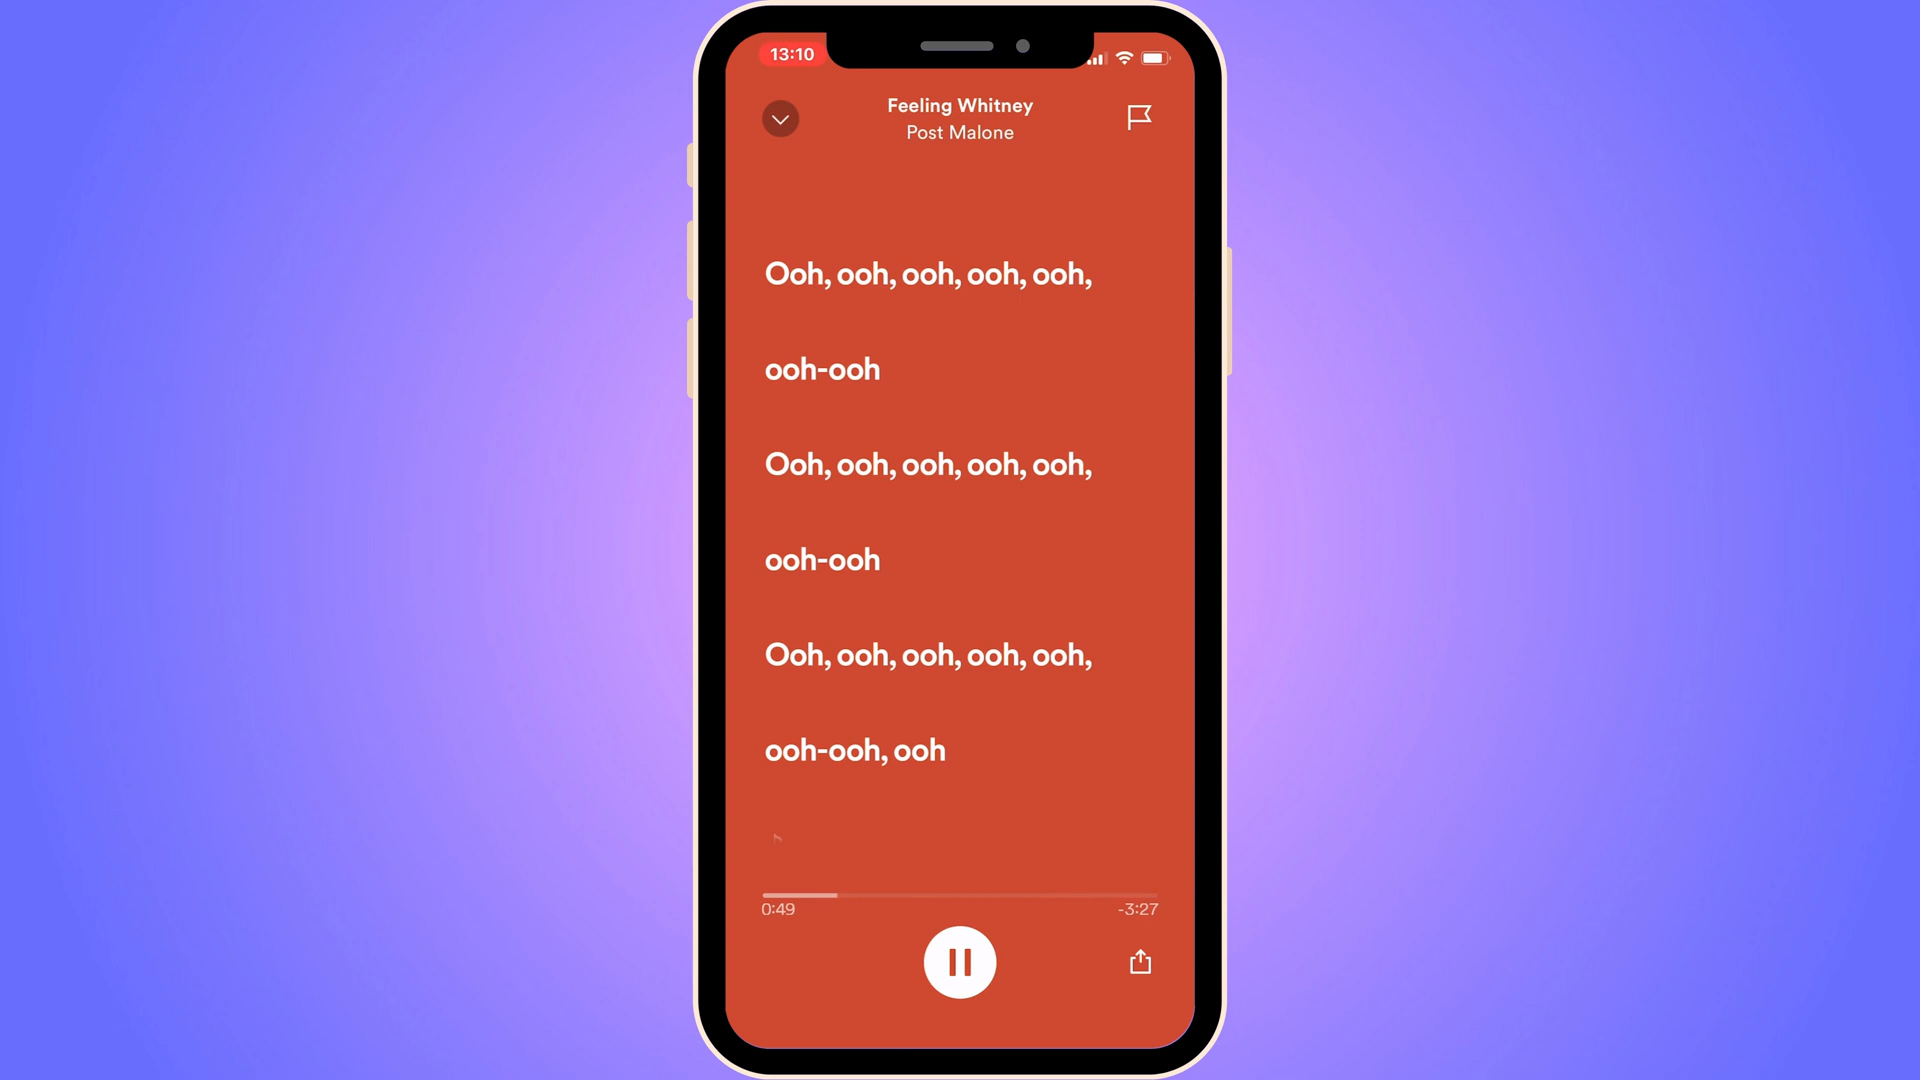 13:10
Feeling Whitney
Post Malone
Ooh, ooh, ooh, ooh, ooh,
ooh-ooh
Ooh, ooh, ooh, ooh, ooh,
ooh-ooh
Ooh, ooh, ooh, ooh, ooh,
ooh-ooh, ooh
0:49
-3:27